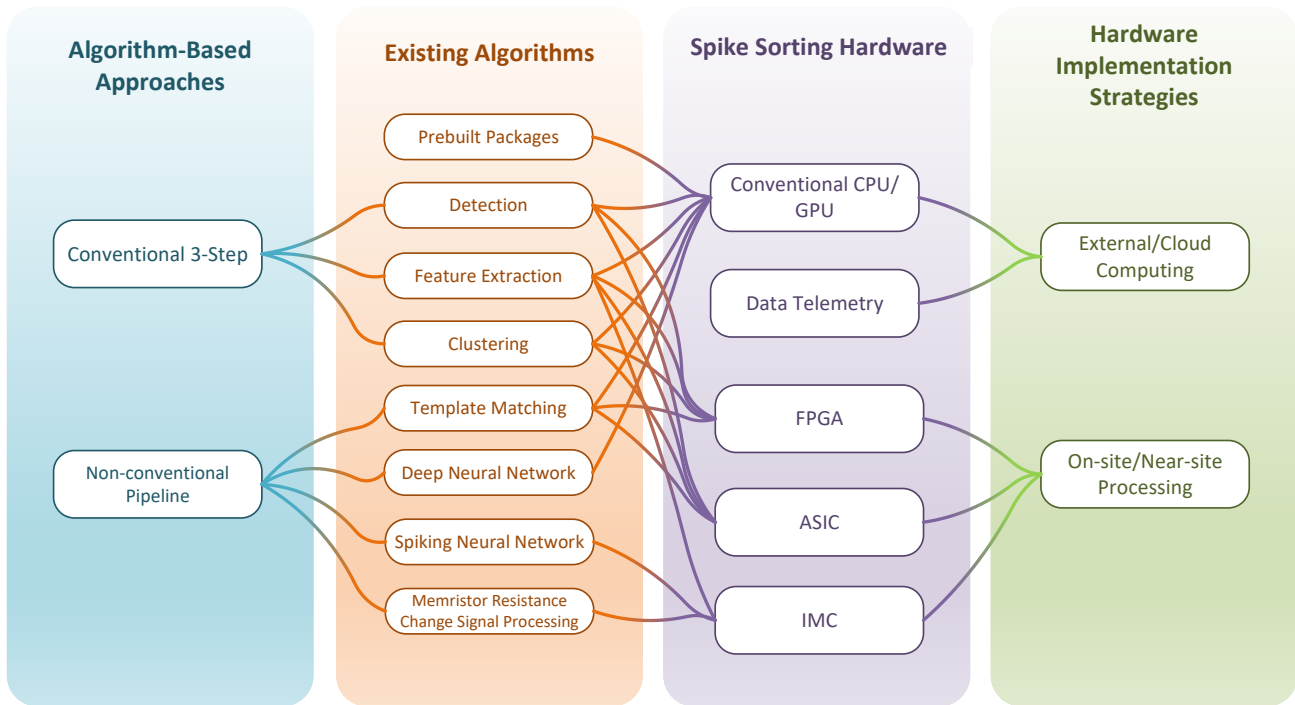 Algorithm-Based
Approaches
Conventional 3-Step
Non-conventional
Pipeline
Existing Algorithms
Prebuilt Packages
Detection
Feature Extraction
Clustering
Template Matching
Deep Neural Network
Spiking Neural Network
Memristor Resistance
Change Signal Processing
Spike Sorting Hardware
Conventional CPU/
GPU
Data Telemetry
FPGA
ASIC
IMC
Hardware
Implementation
Strategies
External/Cloud
Computing
On-site/Near-site
Processing